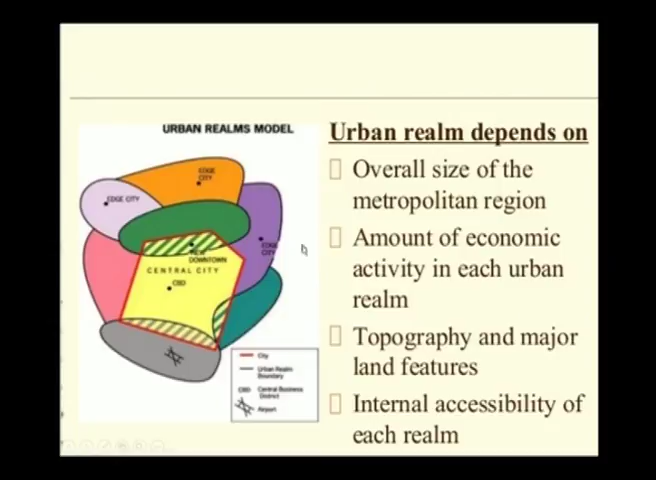 URBAN REALMS MODEL
EDGE
CITY
EDGE CITY
EDGE
CITY
NEW
DOWNTOWN
CENTRAL CITY
CBD
City
Urban Realm
Boundary
CBD
Central Business
District
Airport
Urban realm depends on
Overall size of the
metropolitan region
Amount of economic
activity in each urban
realm
Topography and major
land features
Internal accessibility of
each realm